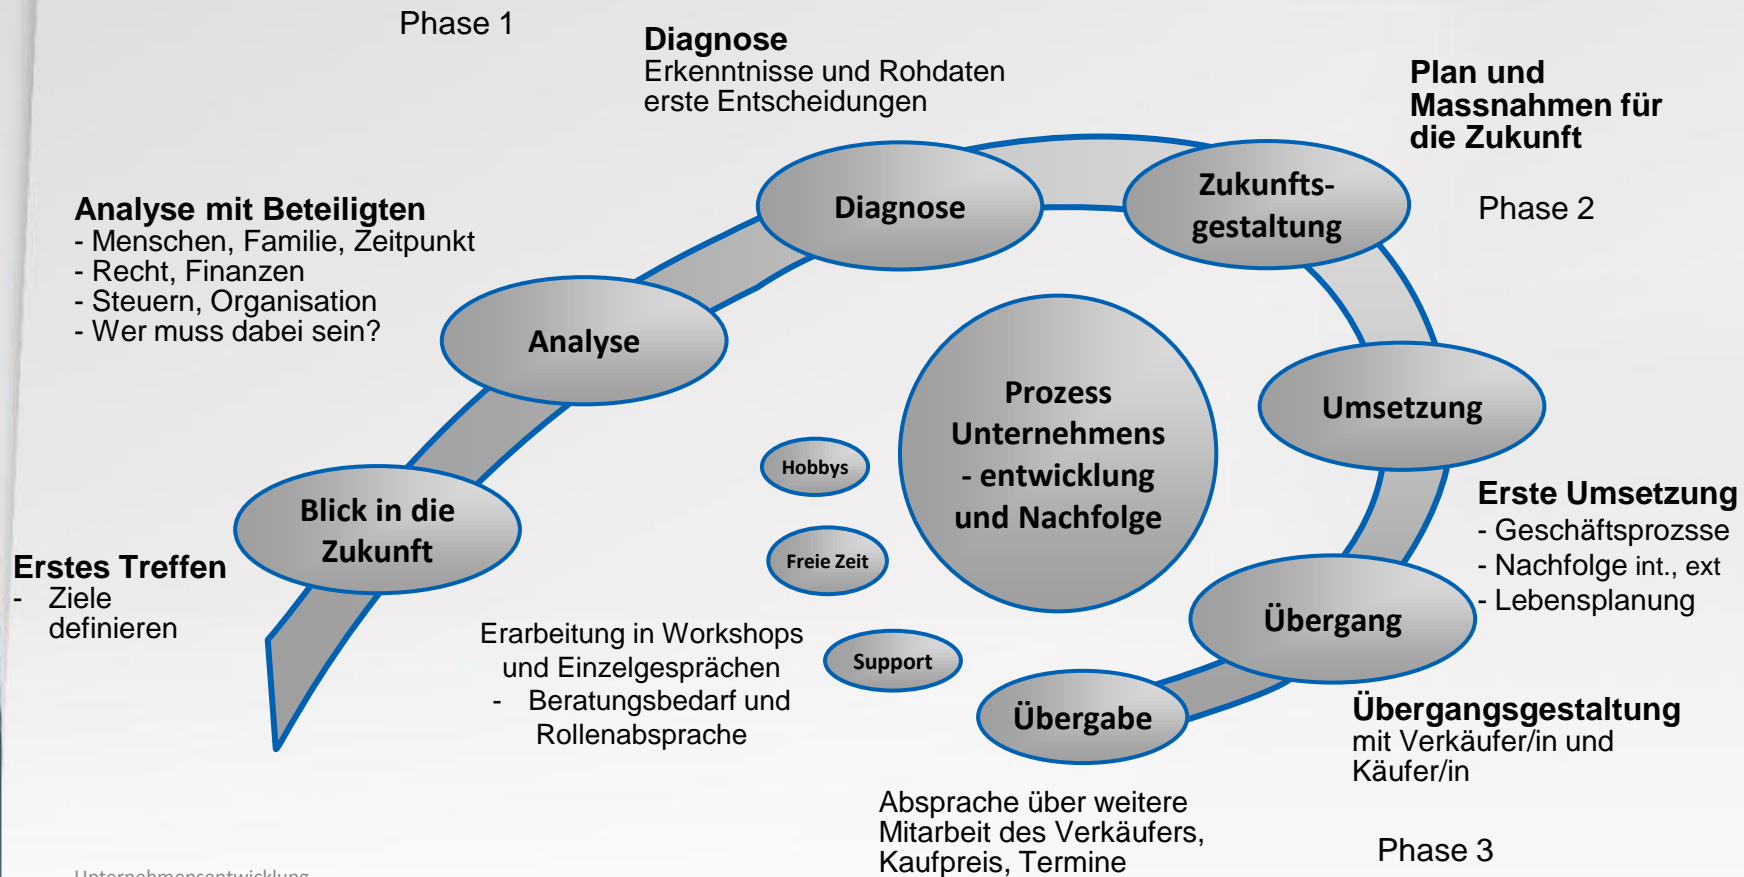 Phase 1
Diagnose
Erkenntnisse und Rohdaten
erste Entscheidungen
Plan und
Massnahmen für
die Zukunft
Phase 2
Analyse mit Beteiligten
- Menschen, Familie, Zeitpunkt
- Recht, Finanzen
- Steuern, Organisation
- Wer muss dabei sein?
Diagnose
Zukunfts-
gestaltung
Analyse
Umsetzung
Prozess
Unternehmens
- entwicklung
und Nachfolge
Hobbys
Freie Zeit
Support
Blick in die
Zukunft
Erstes Treffen
- Ziele
definieren
Erarbeitung in Workshops
und Einzelgesprächen
- Beratungsbedarf und
Rollenabsprache
Erste Umsetzung
- Geschäftsprozsse
- Nachfolge int., ext
- Lebensplanung
Übergang
Übergabe
Übergangsgestaltung
mit Verkäufer/in und
Käufer/in
Absprache über weitere
Mitarbeit des Verkäufers,
Kaufpreis, Termine
Phase 3
Unternehmensentwicklung